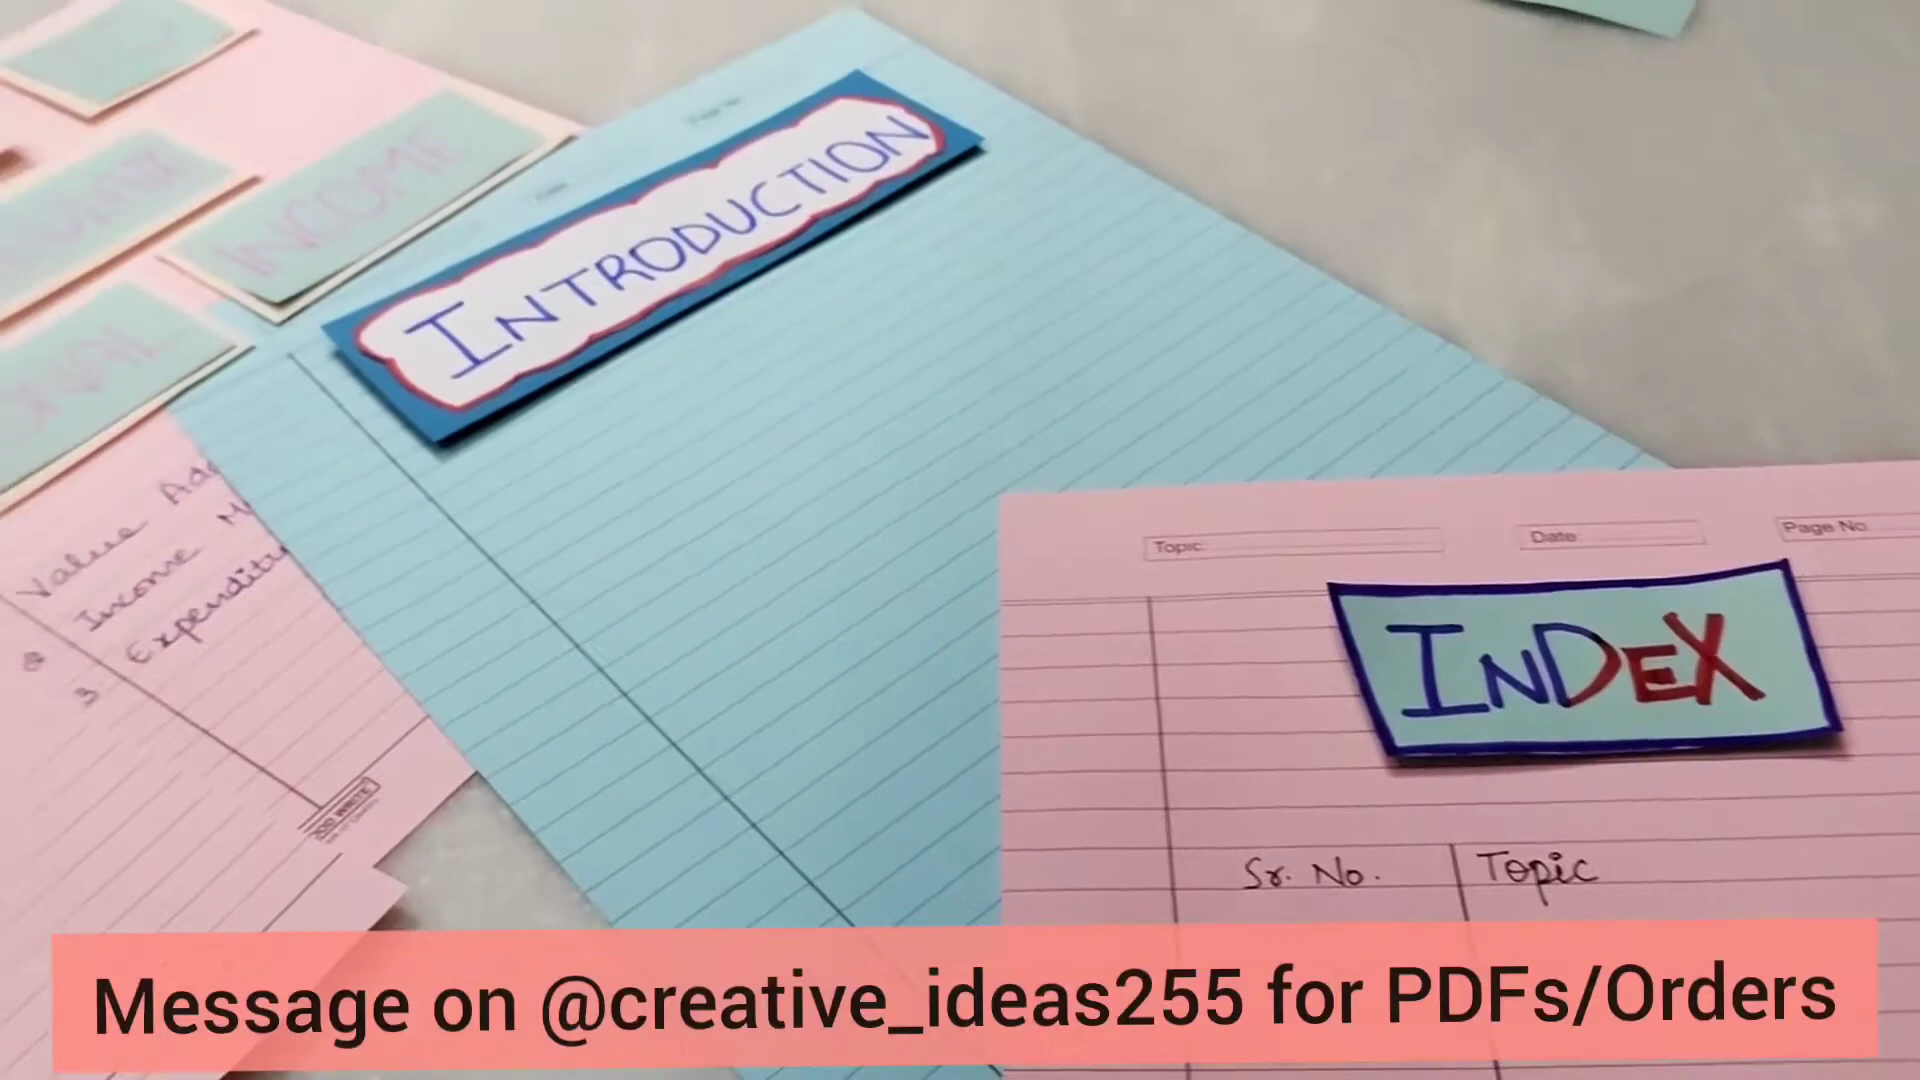 INTRODUCTION
INCOME
Value
Income
3 Expenditu
Topic:
Date:
Page No
INDEX
Sr. No.
Topic
Message on @creative_ideas255 for PDFs/Orders